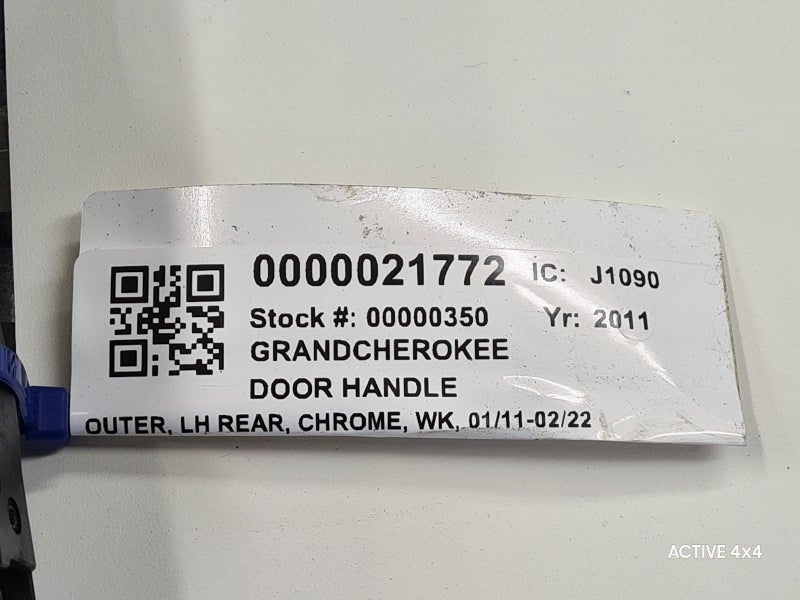 0000021772 IC: J1090
Stock #: 00000350 Yr: 2011
GRANDCHEROKEE
DOOR HANDLE
OUTER, LH REAR, CHROME, WK, 01/11-02/22
ACTIVE 4x4